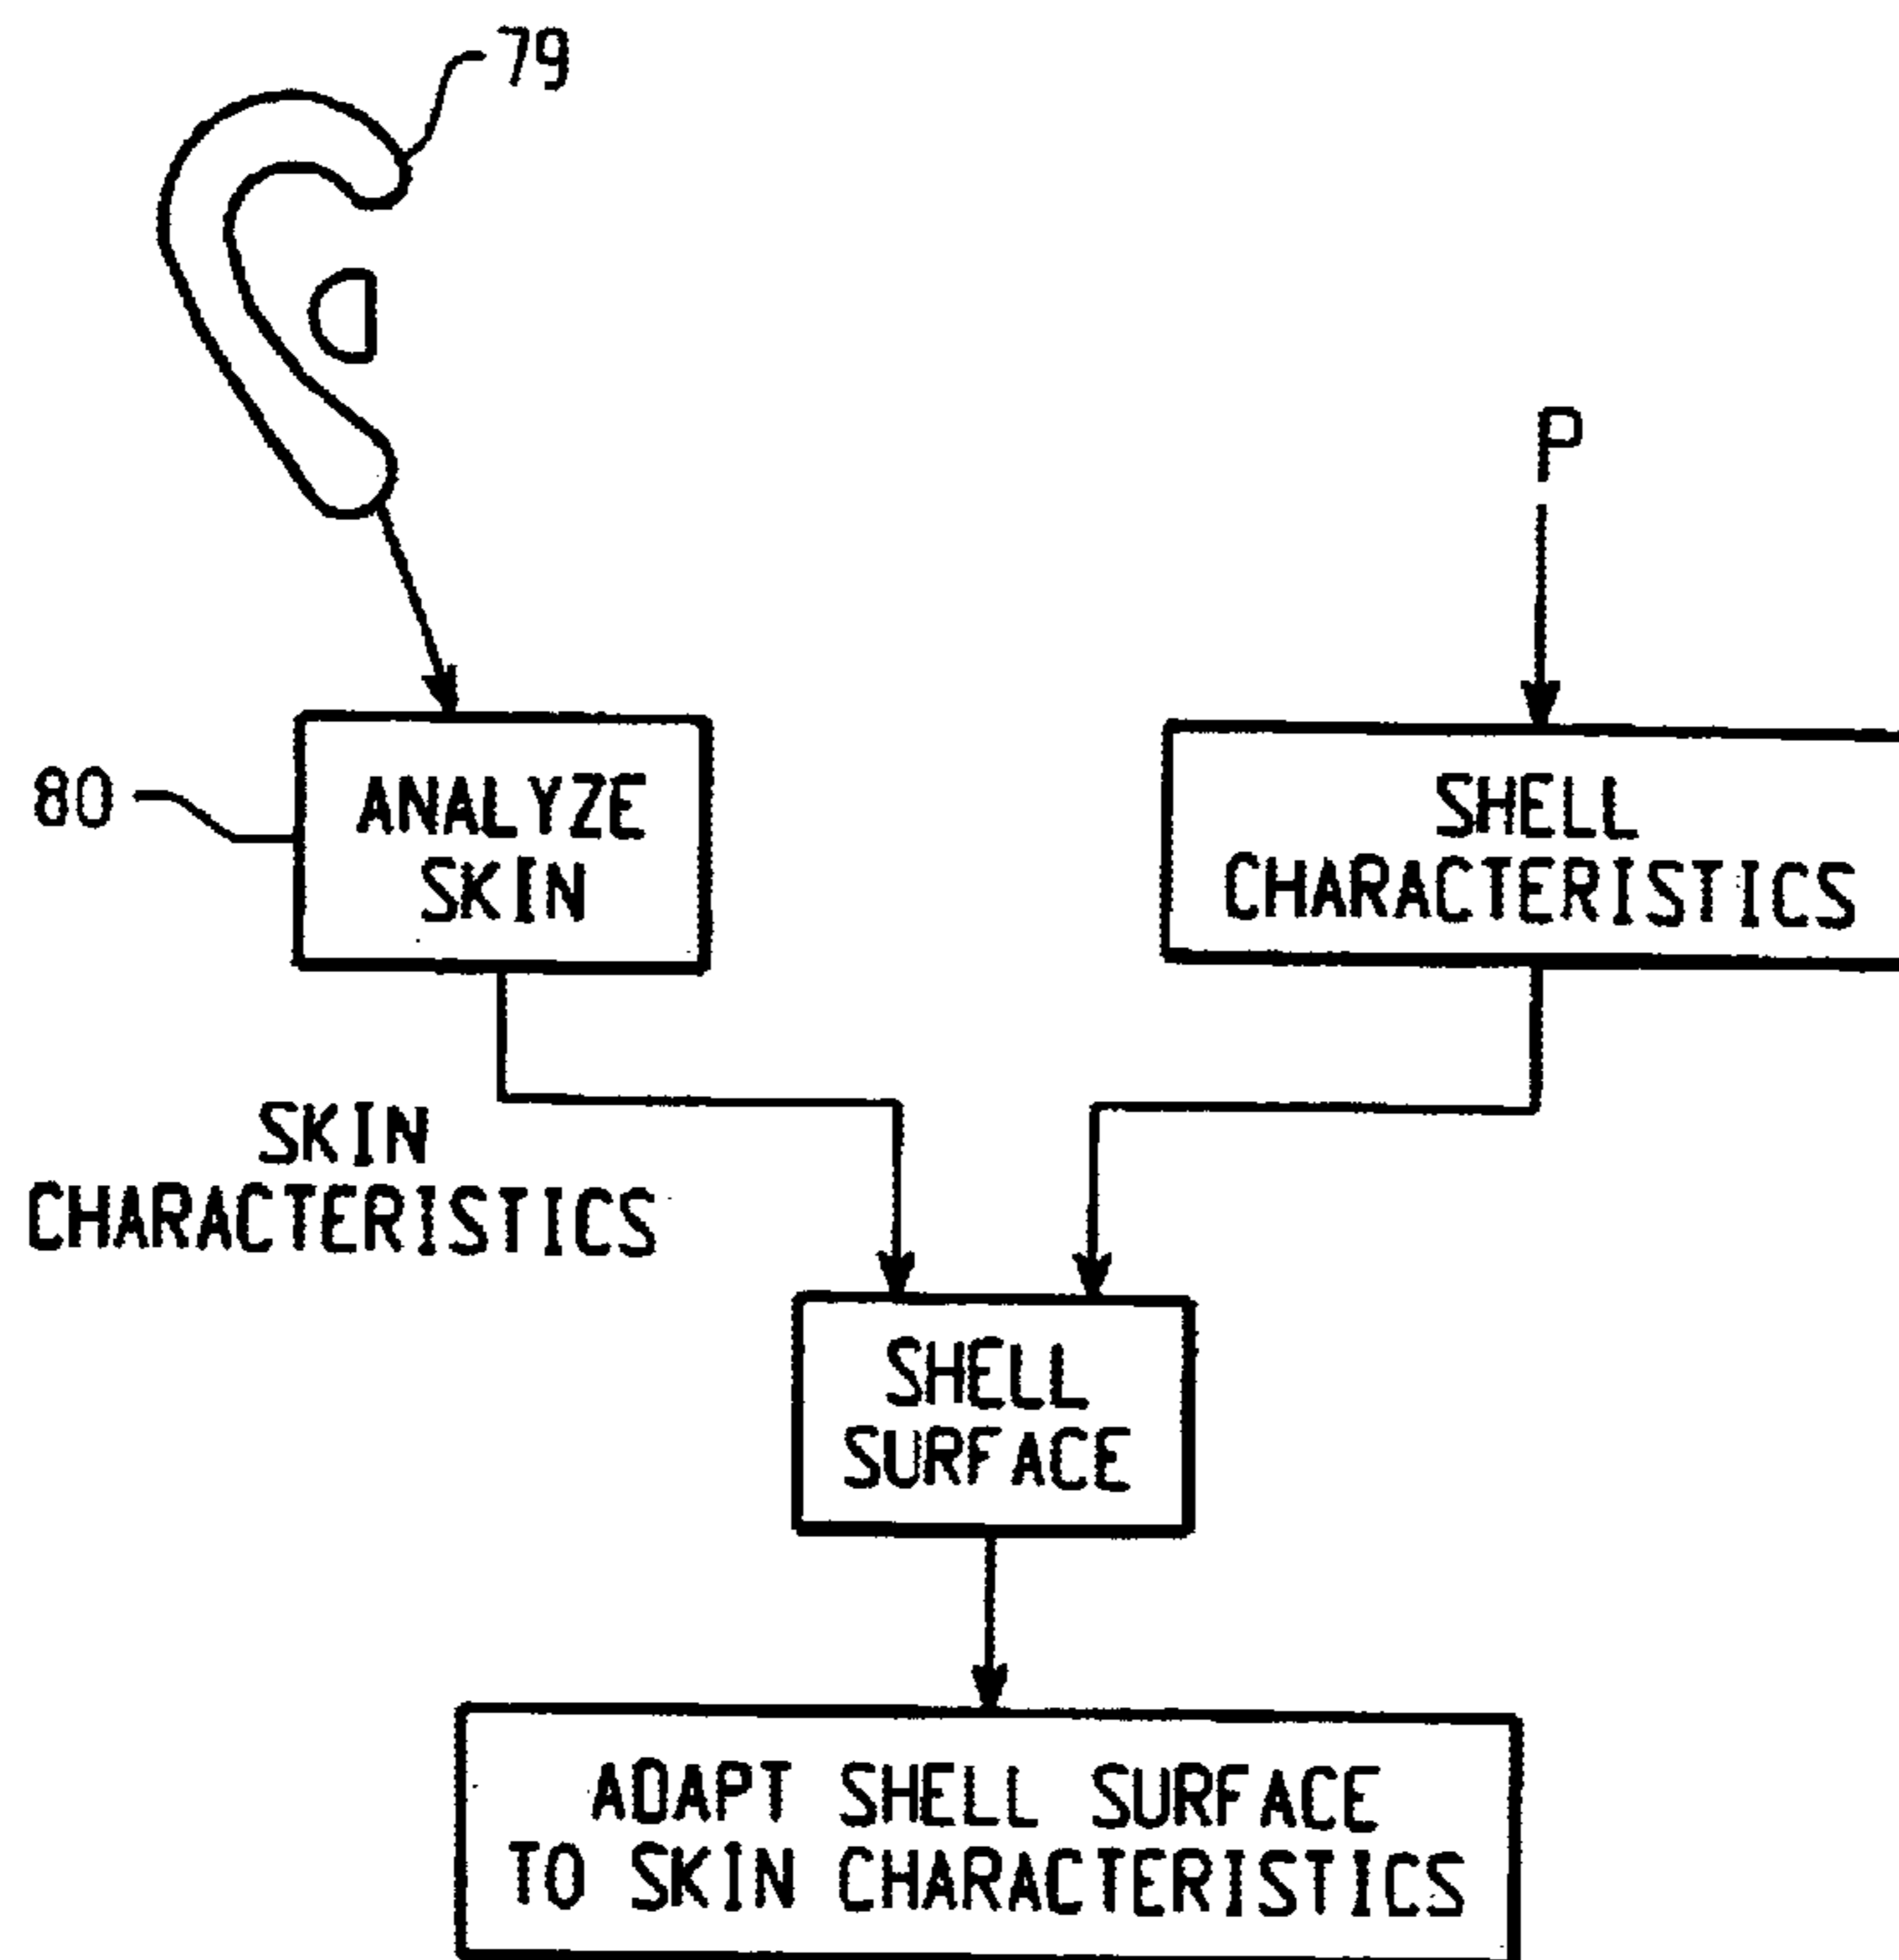 79
P
80
ANALYZE
SKIN
SHELL
CHARACTERISTICS
SKIN
CHARACTERISTICS
SHELL
SURFACE
ADAPT SHELL SURFACE
TO SKIN CHARACTERISTICS